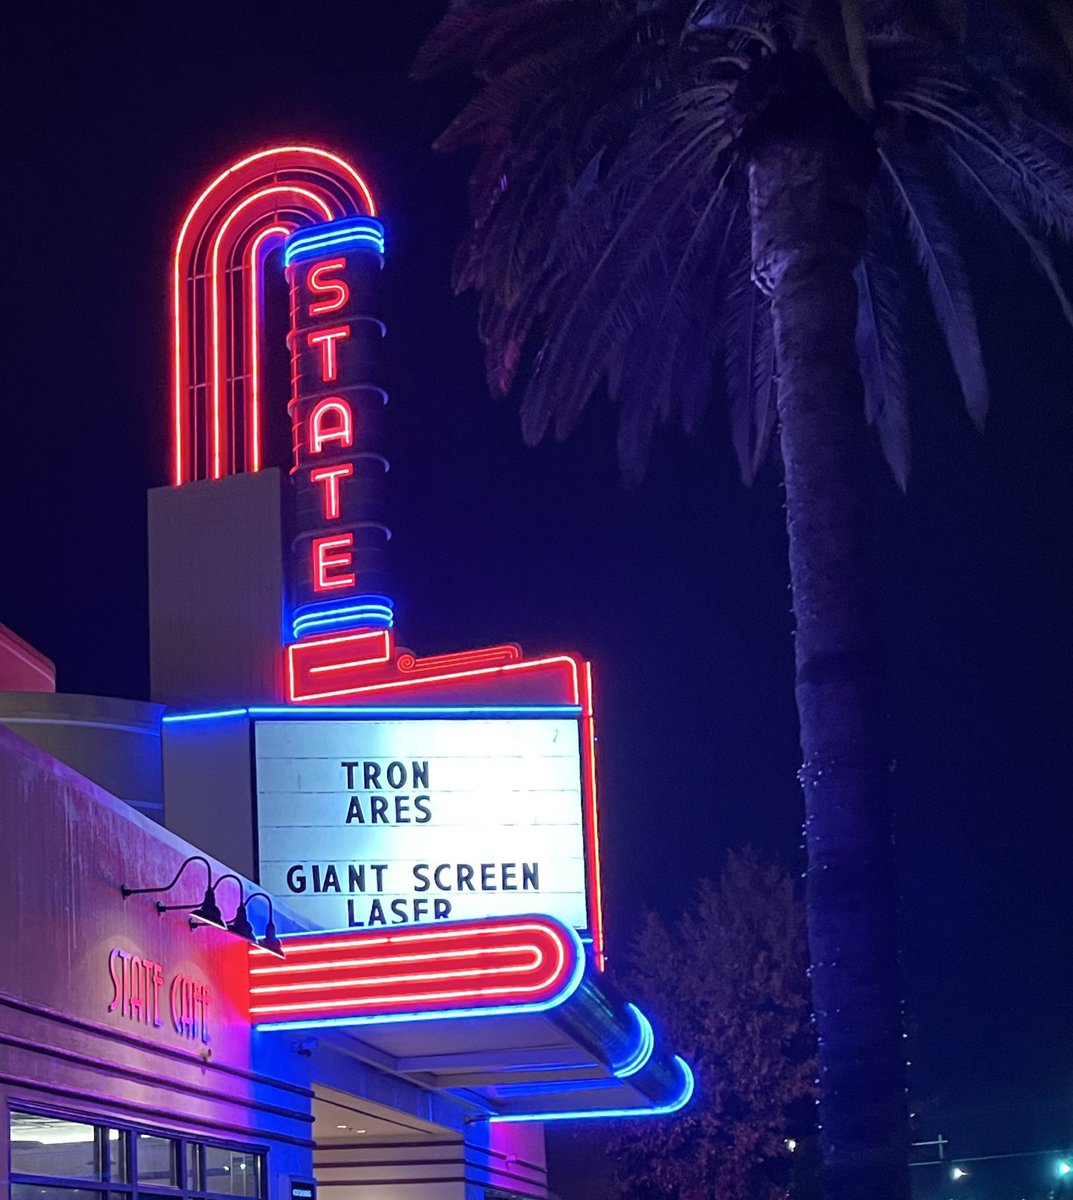 STATE
TRON
ARES
GIANT SCREEN
LASER
STATE CAFE